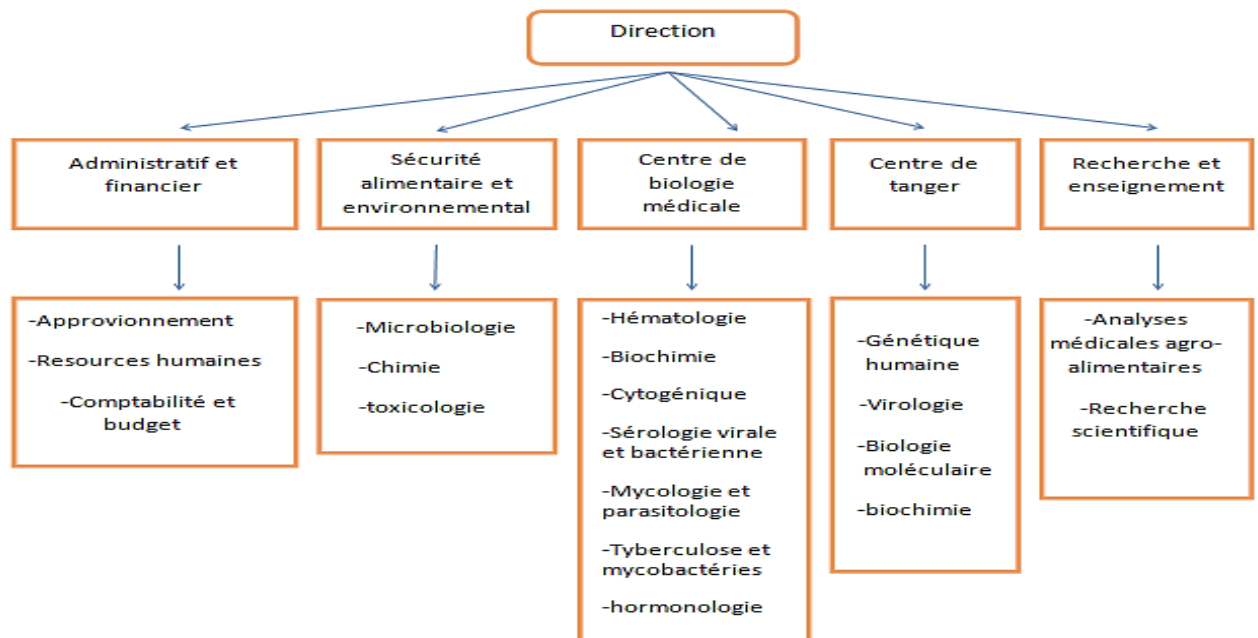 Direction
Administratif et
financier
Sécurité
alimentaire et
environnemental
Centre de
biologie
médicale
Centre de
tanger
Recherche et
enseignement
-Approvionnement
-Resources humaines
-Comptabilité et
budget
-Microbiologie
-Chimie
-toxicologie
-Hématologie
-Biochimie
-Cytogénique
-Sérologie virale
et bactérienne
-Mycologie et
parasitologie
-Tyberculose et
mycobactéries
-hormonologie
-Génétique
humaine
-Virologie
-Biologie
moléculaire
-biochimie
-Analyses
médicales agro-
alimentaires
-Recherche
scientifique